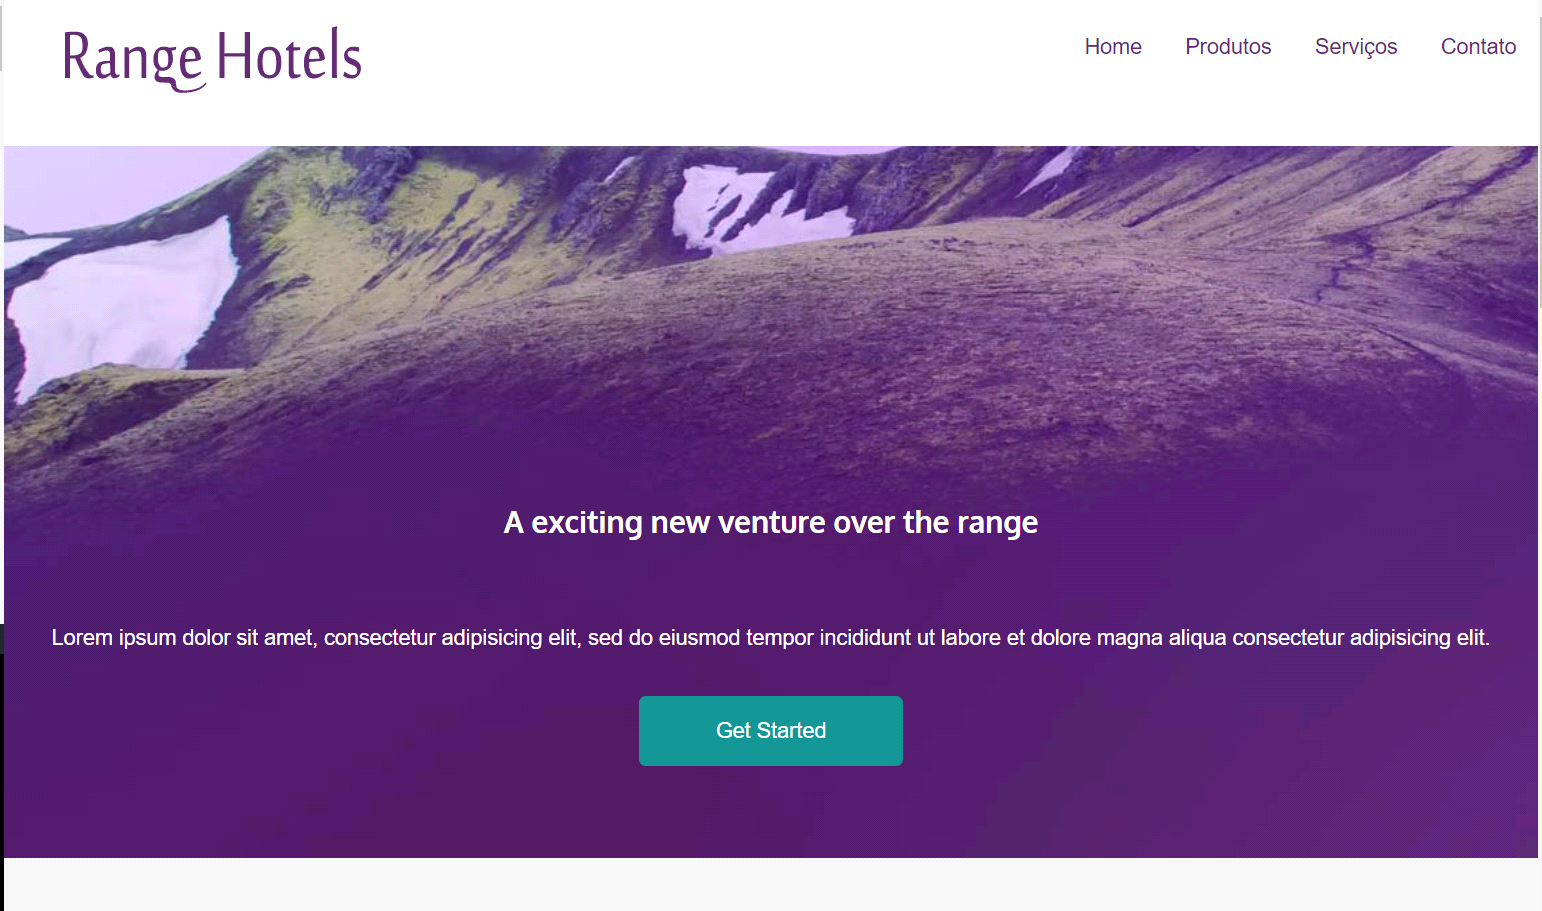 Range Hotels
Home Produtos Serviços Contato
A exciting new venture over the range
Lorem ipsum dolor sit amet, consectetur adipisicing elit, sed do eiusmod tempor incididunt ut labore et dolore magna aliqua consectetur adipisicing elit.
Get Started